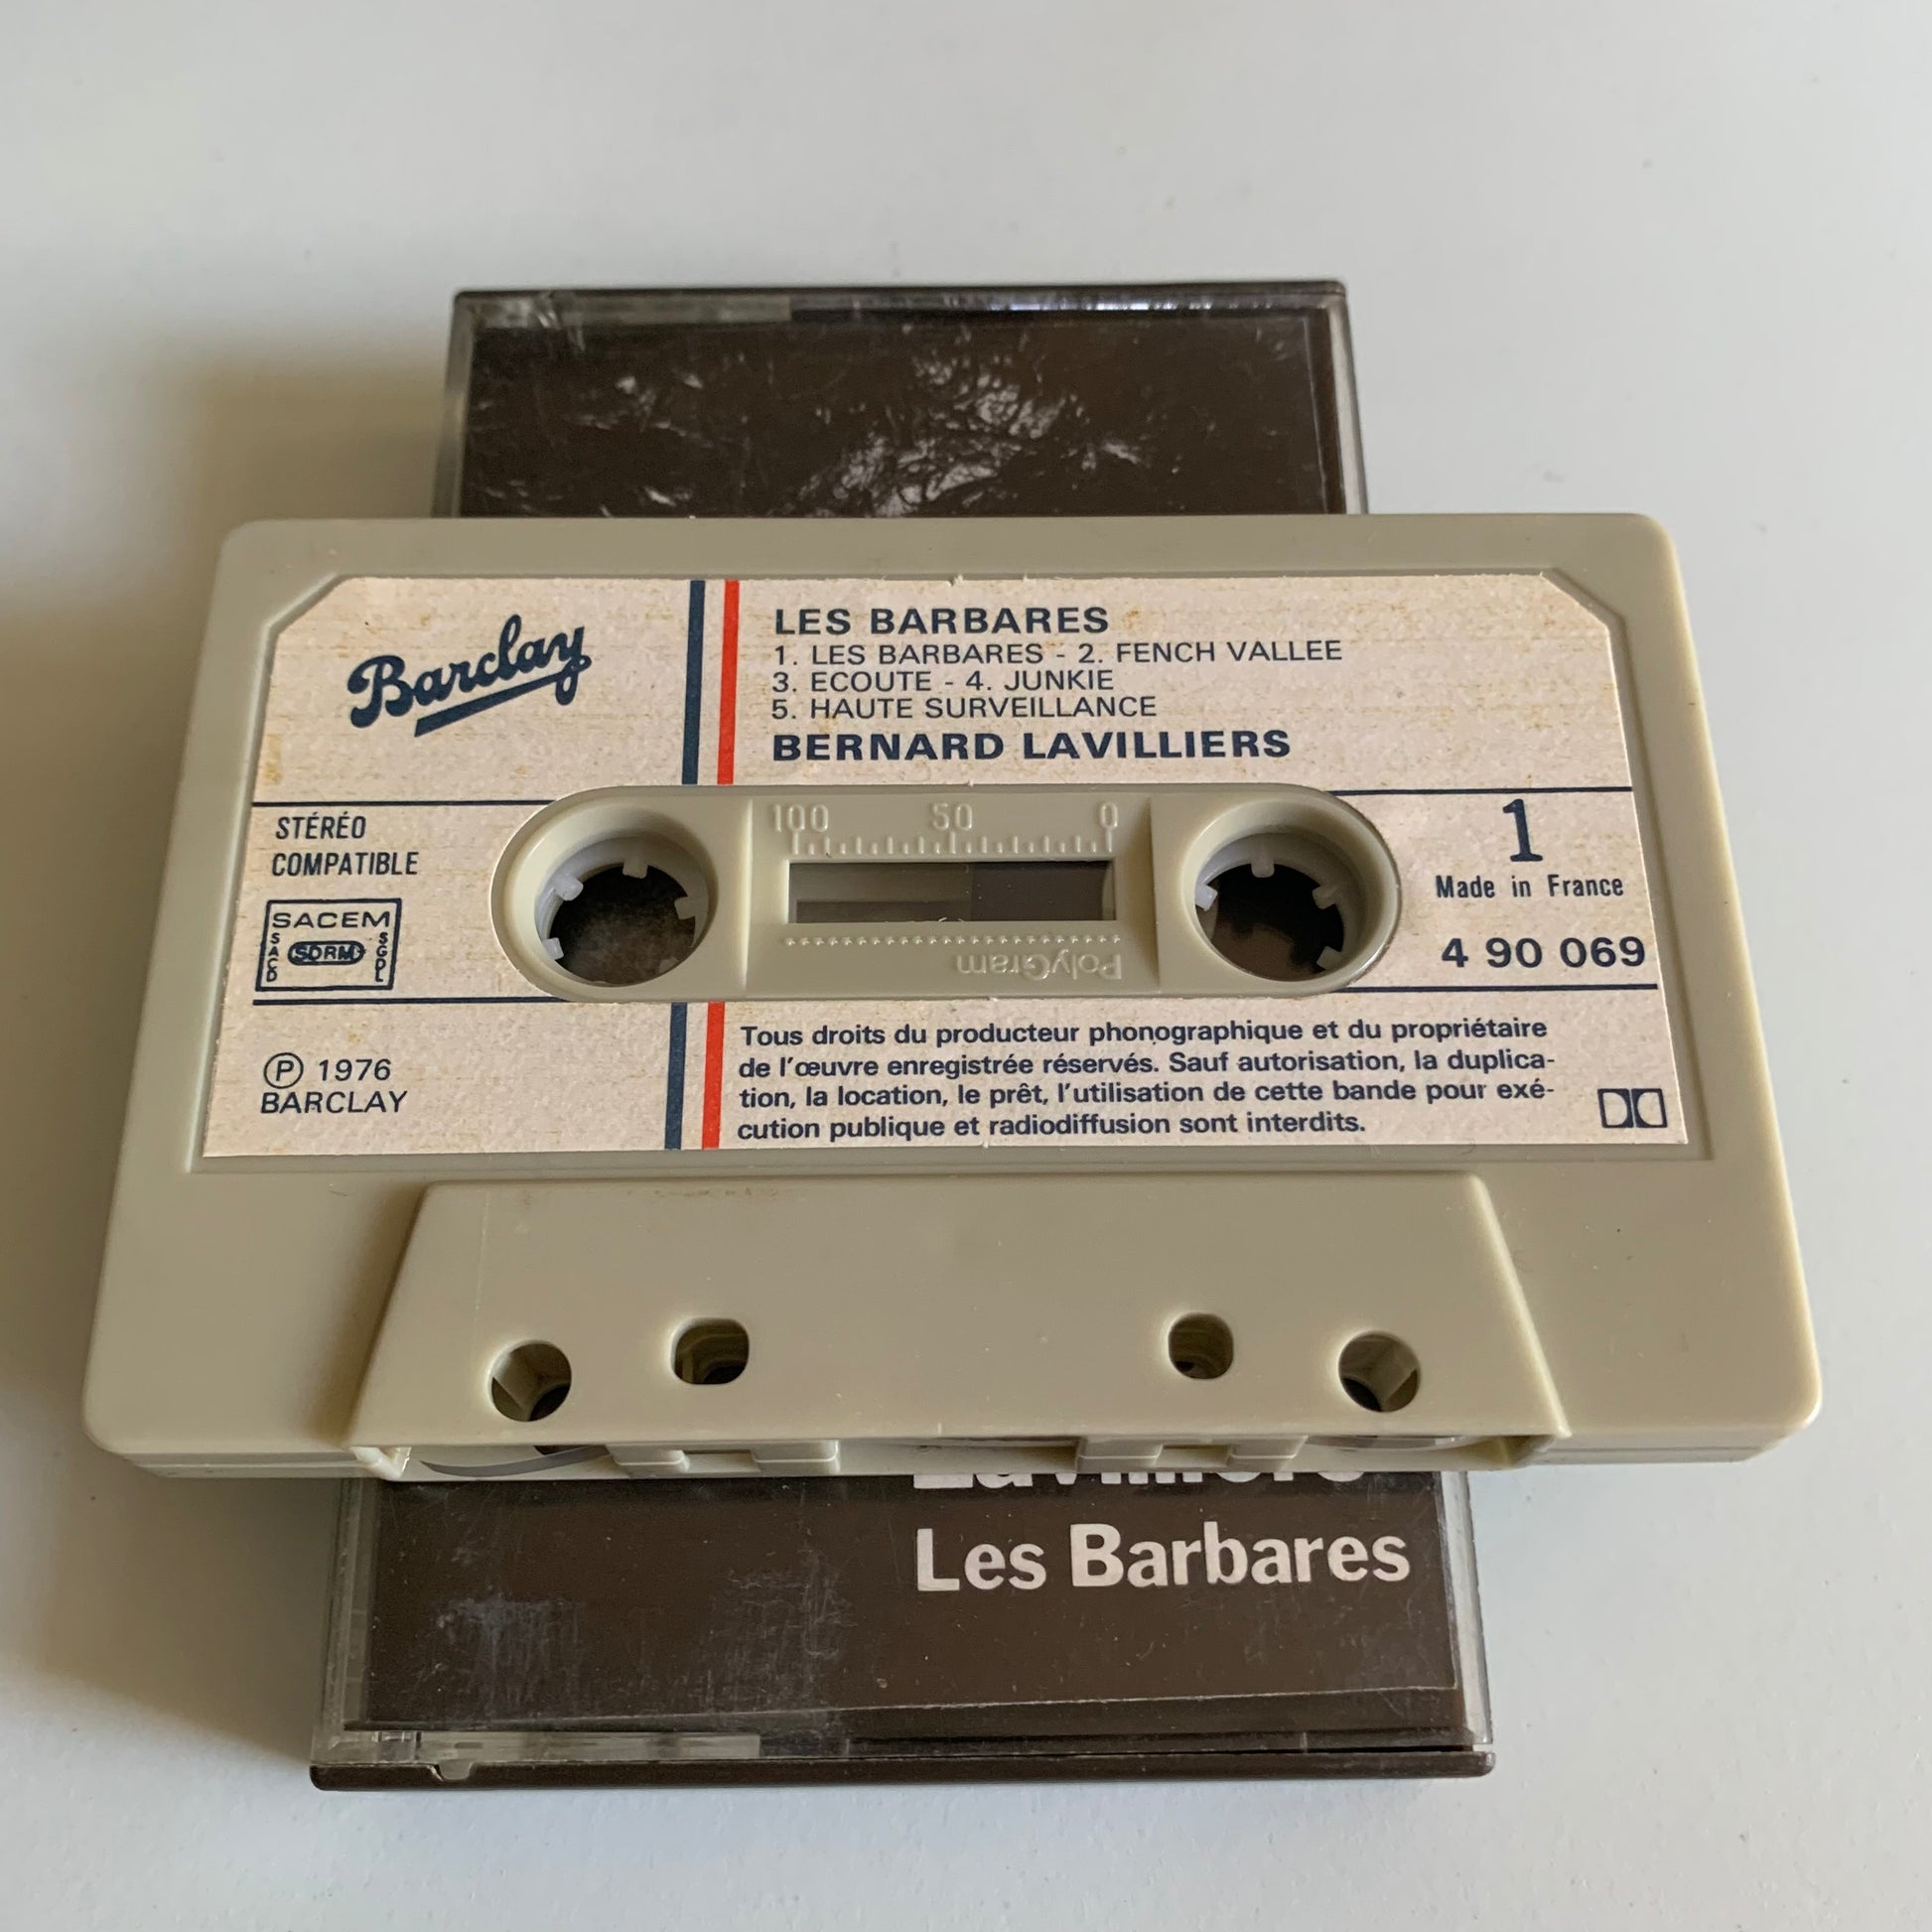 Barclay
LES BARBARES
1. LES BARBARES - 2. FENCH VALLEE
3. ECOUTE - 4. JUNKIE
5. HAUTE SURVEILLANCE
BERNARD LAVILLIERS
STÉRÉO
COMPATIBLE
SACEM
SACD
SDRM
SGDL
100 50 0
PolyGram
1
Made in France
4 90 069
Ⓟ 1976
BARCLAY
Tous droits du producteur phonographique et du propriétaire
de l'œuvre enregistrée réservés. Sauf autorisation, la duplica-
tion, la location, le prêt, l'utilisation de cette bande pour exé-
cution publique et radiodiffusion sont interdits.
Lavilliers
Les Barbares